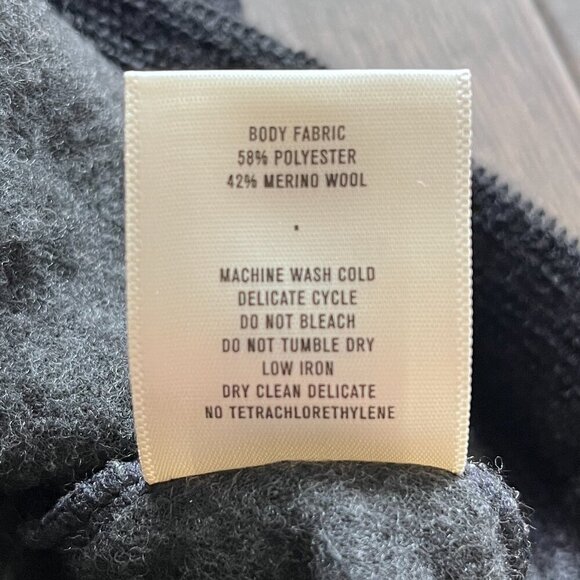 BODY FABRIC
58% POLYESTER
42% MERINO WOOL
MACHINE WASH COLD
DELICATE CYCLE
DO NOT BLEACH
DO NOT TUMBLE DRY
LOW IRON
DRY CLEAN DELICATE
NO TETRACHLORETHYLENE